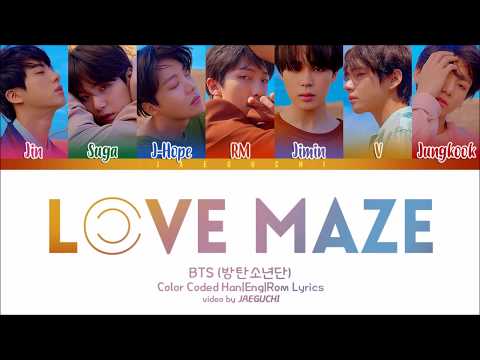 Jin Suga J-Hope RM Jimin V Jungkook
JAEGUCHI
LOVE MAZE
BTS (방탄소년단)
Color Coded Han|Eng|Rom Lyrics
video by JAEGUCHI